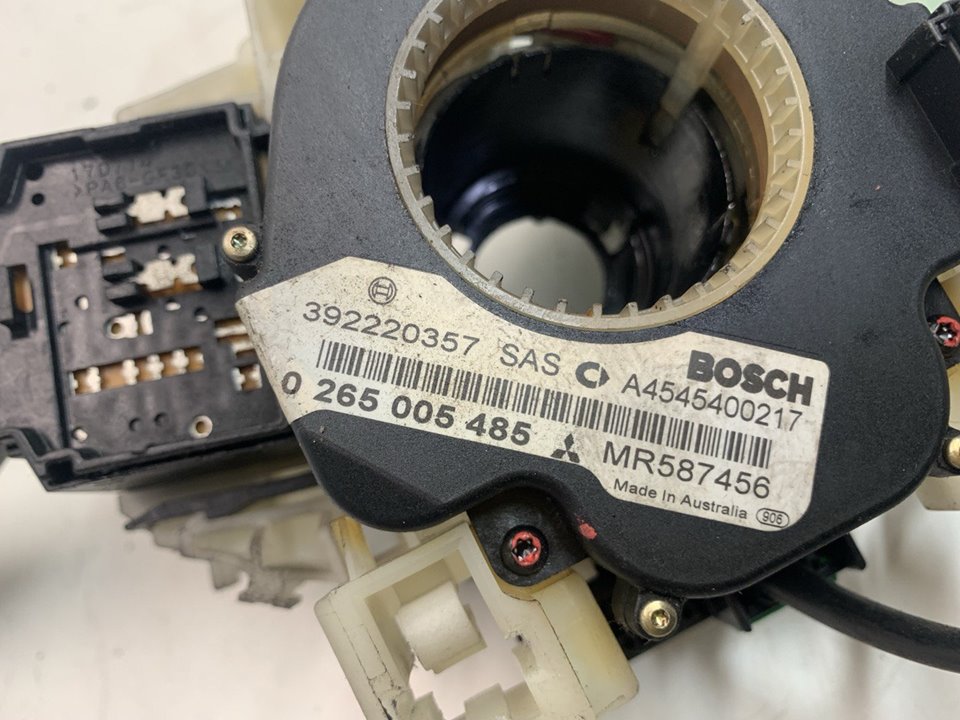 392220357 SAS
BOSCH
A4545400217
0 265 005 485
MR587456
Made In Australia 906